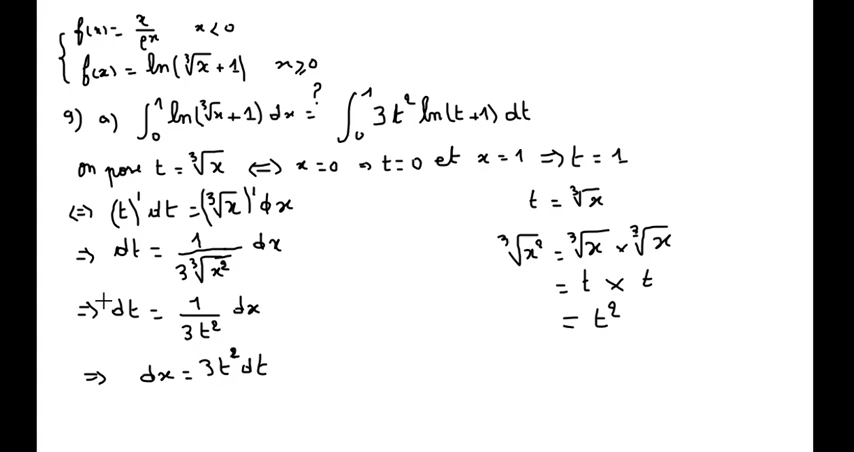 f(x) = x/eˣ   x < 0
f(x) = ln(∛x + 1)   x ≥ 0
9) a) ∫₀¹ ln(∛x + 1) dx =? ∫₀¹ 3t² ln(t+1) dt
on pose t = ∛x ⟺ x = 0 → t = 0 et x = 1 ⟹ t = 1
⟺ (t)' dt = (∛x)' dx
⟹ dt = 1/(3∛x²) dx
⟹ dt = 1/(3t²) dx
⟹ dx = 3t² dt
t = ∛x
∛x² = ∛x × ∛x
= t × t
= t²